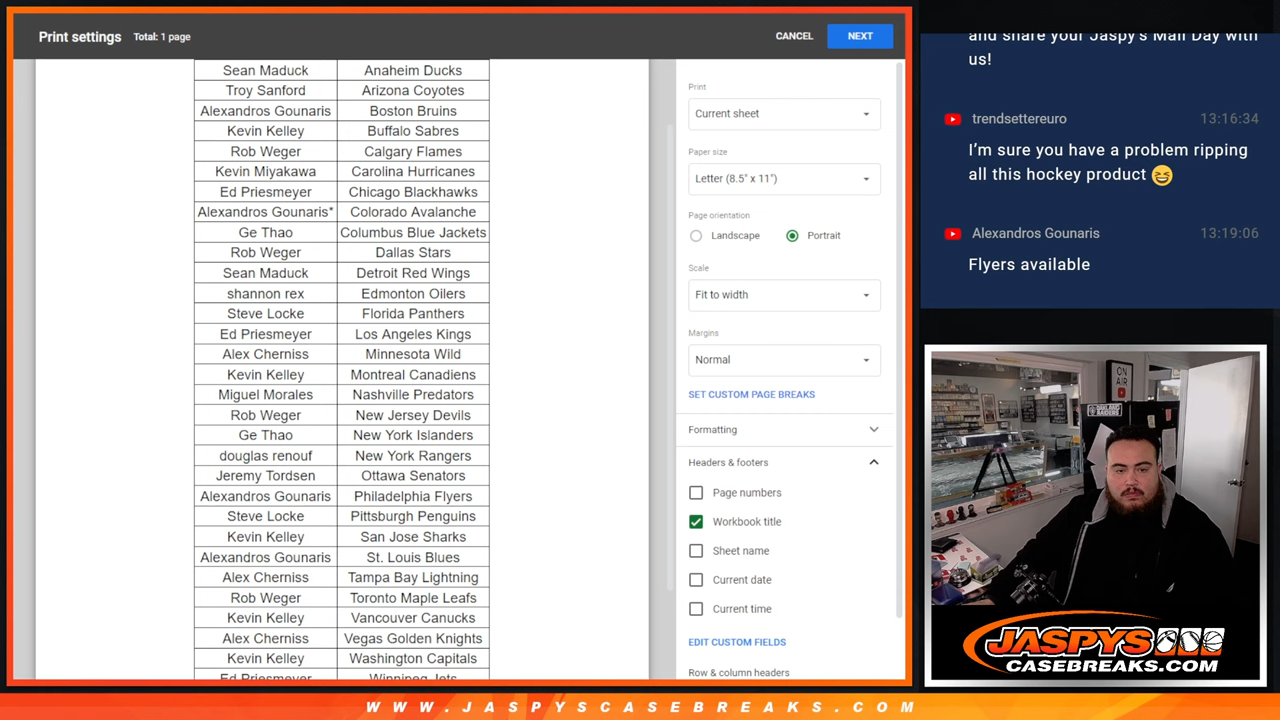 Print settings Total: 1 page
CANCEL NEXT
Sean Maduck Anaheim Ducks
Troy Sanford Arizona Coyotes
Alexandros Gounaris Boston Bruins
Kevin Kelley Buffalo Sabres
Rob Weger Calgary Flames
Kevin Miyakawa Carolina Hurricanes
Ed Priesmeyer Chicago Blackhawks
Alexandros Gounaris* Colorado Avalanche
Ge Thao Columbus Blue Jackets
Rob Weger Dallas Stars
Sean Maduck Detroit Red Wings
shannon rex Edmonton Oilers
Steve Locke Florida Panthers
Ed Priesmeyer Los Angeles Kings
Alex Cherniss Minnesota Wild
Kevin Kelley Montreal Canadiens
Miguel Morales Nashville Predators
Rob Weger New Jersey Devils
Ge Thao New York Islanders
douglas renouf New York Rangers
Jeremy Tordsen Ottawa Senators
Alexandros Gounaris Philadelphia Flyers
Steve Locke Pittsburgh Penguins
Kevin Kelley San Jose Sharks
Alexandros Gounaris St. Louis Blues
Alex Cherniss Tampa Bay Lightning
Rob Weger Toronto Maple Leafs
Kevin Kelley Vancouver Canucks
Alex Cherniss Vegas Golden Knights
Kevin Kelley Washington Capitals
Ed Priesmeyer Winnipeg Jets
Print
Current sheet
Paper size
Letter (8.5" x 11")
Page orientation
Landscape Portrait
Scale
Fit to width
Margins
Normal
SET CUSTOM PAGE BREAKS
Formatting
Headers & footers
Page numbers
Workbook title
Sheet name
Current date
Current time
EDIT CUSTOM FIELDS
Row & column headers
and share your Jaspy's Mail Day with
us!
trendsettereuro 13:16:34
I'm sure you have a problem ripping
all this hockey product 😆
Alexandros Gounaris 13:19:06
Flyers available
ON
AIR
JASPYS
CASEBREAKS.COM
WWW.JASPYSCASEBREAKS.COM